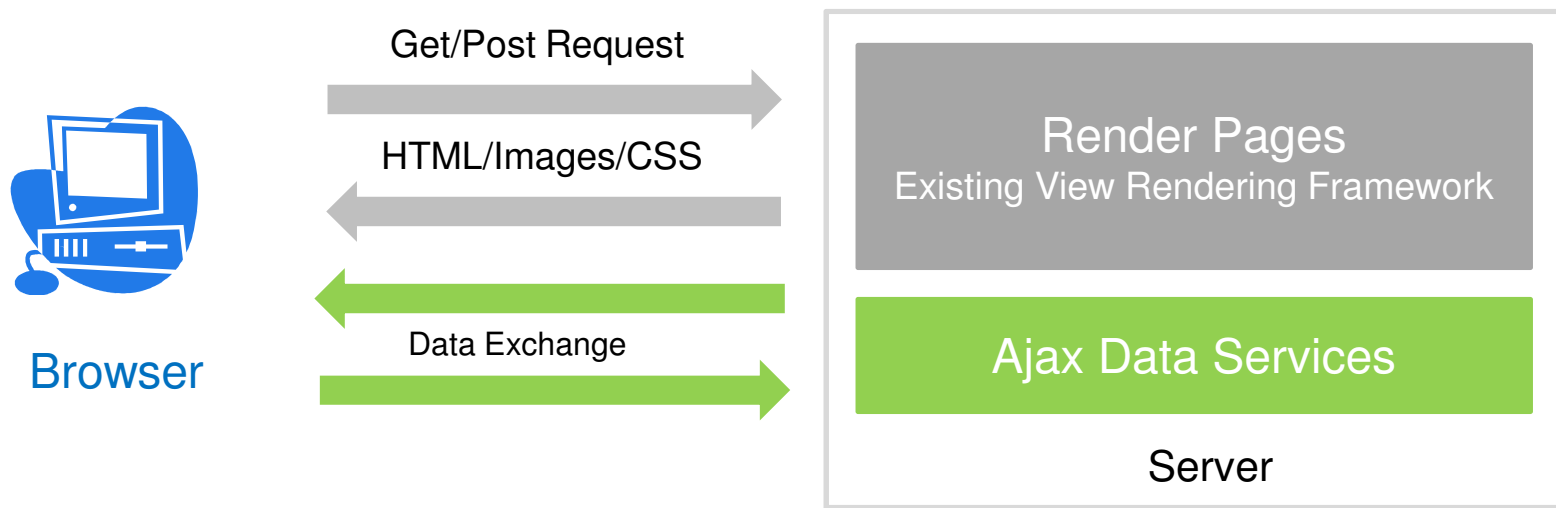 Get/Post Request
HTML/Images/CSS
Data Exchange
Browser
Render Pages
Existing View Rendering Framework
Ajax Data Services
Server